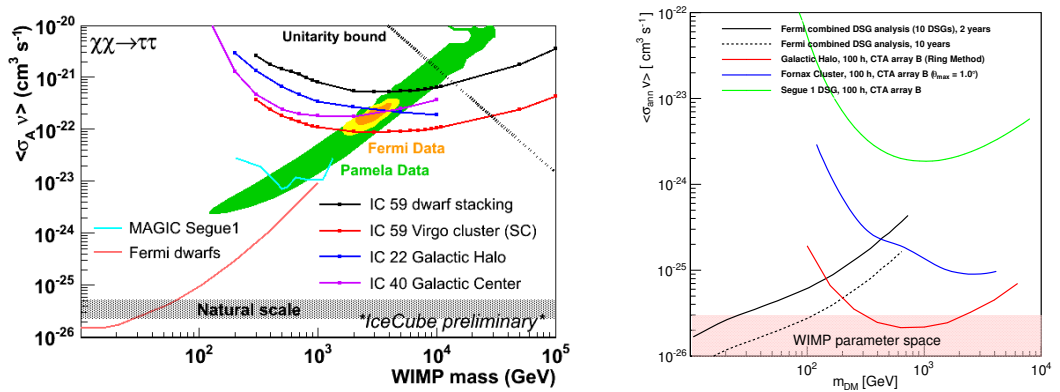 <σ_A ν> (cm³ s⁻¹)
10⁻²⁰
10⁻²¹
10⁻²²
10⁻²³
10⁻²⁴
10⁻²⁵
10⁻²⁶
χχ→ττ
Unitarity bound
Fermi Data
Pamela Data
MAGIC Segue1
Fermi dwarfs
IC 59 dwarf stacking
IC 59 Virgo cluster (SC)
IC 22 Galactic Halo
IC 40 Galactic Center
Natural scale
*IceCube preliminary*
10² 10³ 10⁴ 10⁵
WIMP mass (GeV)
<σ_ann v> [ cm³ s⁻¹]
10⁻²²
10⁻²³
10⁻²⁴
10⁻²⁵
10⁻²⁶
Fermi combined DSG analysis (10 DSGs), 2 years
Fermi combined DSG analysis, 10 years
Galactic Halo, 100 h, CTA array B (Ring Method)
Fornax Cluster, 100 h, CTA array B (θ_max = 1.0°)
Segue 1 DSG, 100 h, CTA array B
WIMP parameter space
10² 10³ 10⁴
m_DM [GeV]